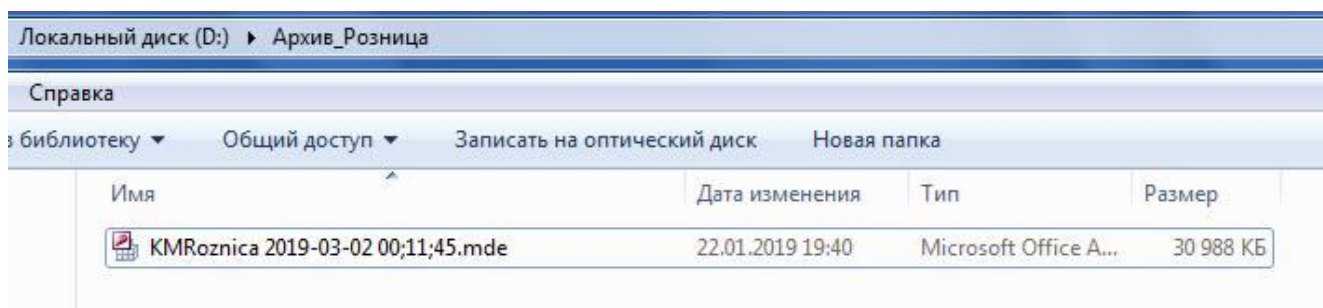 Локальный диск (D:) ▸ Архив_Розница
Справка
в библиотеку ▾ Общий доступ ▾ Записать на оптический диск Новая папка
Имя Дата изменения Тип Размер
KMRoznica 2019-03-02 00;11;45.mde 22.01.2019 19:40 Microsoft Office A... 30 988 КБ